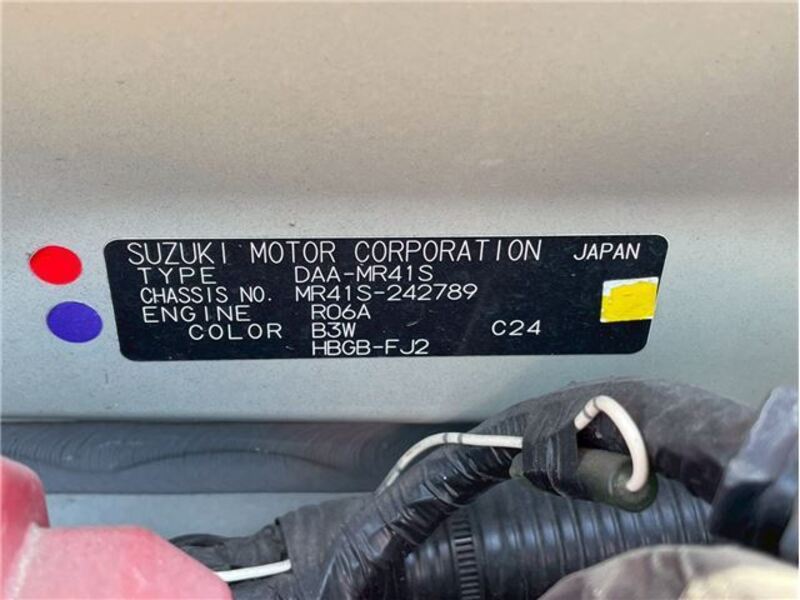 SUZUKI MOTOR CORPORATION JAPAN
TYPE DAA-MR41S
CHASSIS NO. MR41S-242789
ENGINE R06A
COLOR B3W C24
HBGB-FJ2